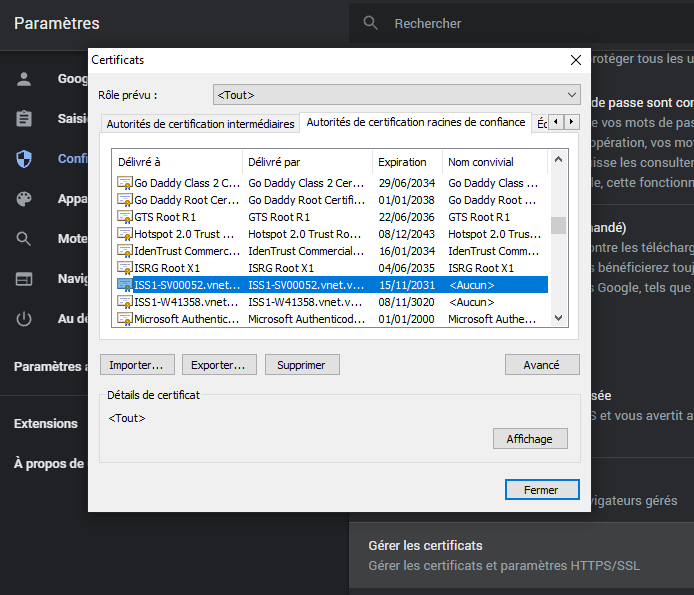 Paramètres
Rechercher
Certificats
Rôle prévu :
<Tout>
Autorités de certification intermédiaires
Autorités de certification racines de confiance
Délivré à Délivré par Expiration Nom convivial
Go Daddy Class 2 C... Go Daddy Class 2 Cer... 29/06/2034 Go Daddy Class ...
Go Daddy Root Cer... Go Daddy Root Certifi... 01/01/2038 Go Daddy Root ...
GTS Root R1 GTS Root R1 22/06/2036 GTS Root R1
Hotspot 2.0 Trust ... Hotspot 2.0 Trust Ro... 08/12/2043 Hotspot 2.0 Trus...
IdenTrust Commerc... IdenTrust Commercial... 16/01/2034 IdenTrust Comm...
ISRG Root X1 ISRG Root X1 04/06/2035 ISRG Root X1
ISS1-SV00052.vnet... ISS1-SV00052.vnet.v... 15/11/2031 <Aucun>
ISS1-W41358.vnet... ISS1-W41358.vnet.v... 08/11/3020 <Aucun>
Microsoft Authentic... Microsoft Authenticod... 01/01/2000 Microsoft Authe...
Importer...
Exporter...
Supprimer
Avancé
Détails de certificat
<Tout>
Affichage
Fermer
Goog
Saisi
Confi
Appa
Mote
Navig
Au de
Paramètres a
Extensions
À propos de
protéger tous les u
de passe sont con
e vos mots de pas
opération, vos mo
isse les consulter
le, cette fonctionn
mandé)
ontre les télécharg
s bénéficierez touj
s Google, tels que
sée
S et vous avertit a
vigateurs gérés
Gérer les certificats
Gérer les certificats et paramètres HTTPS/SSL